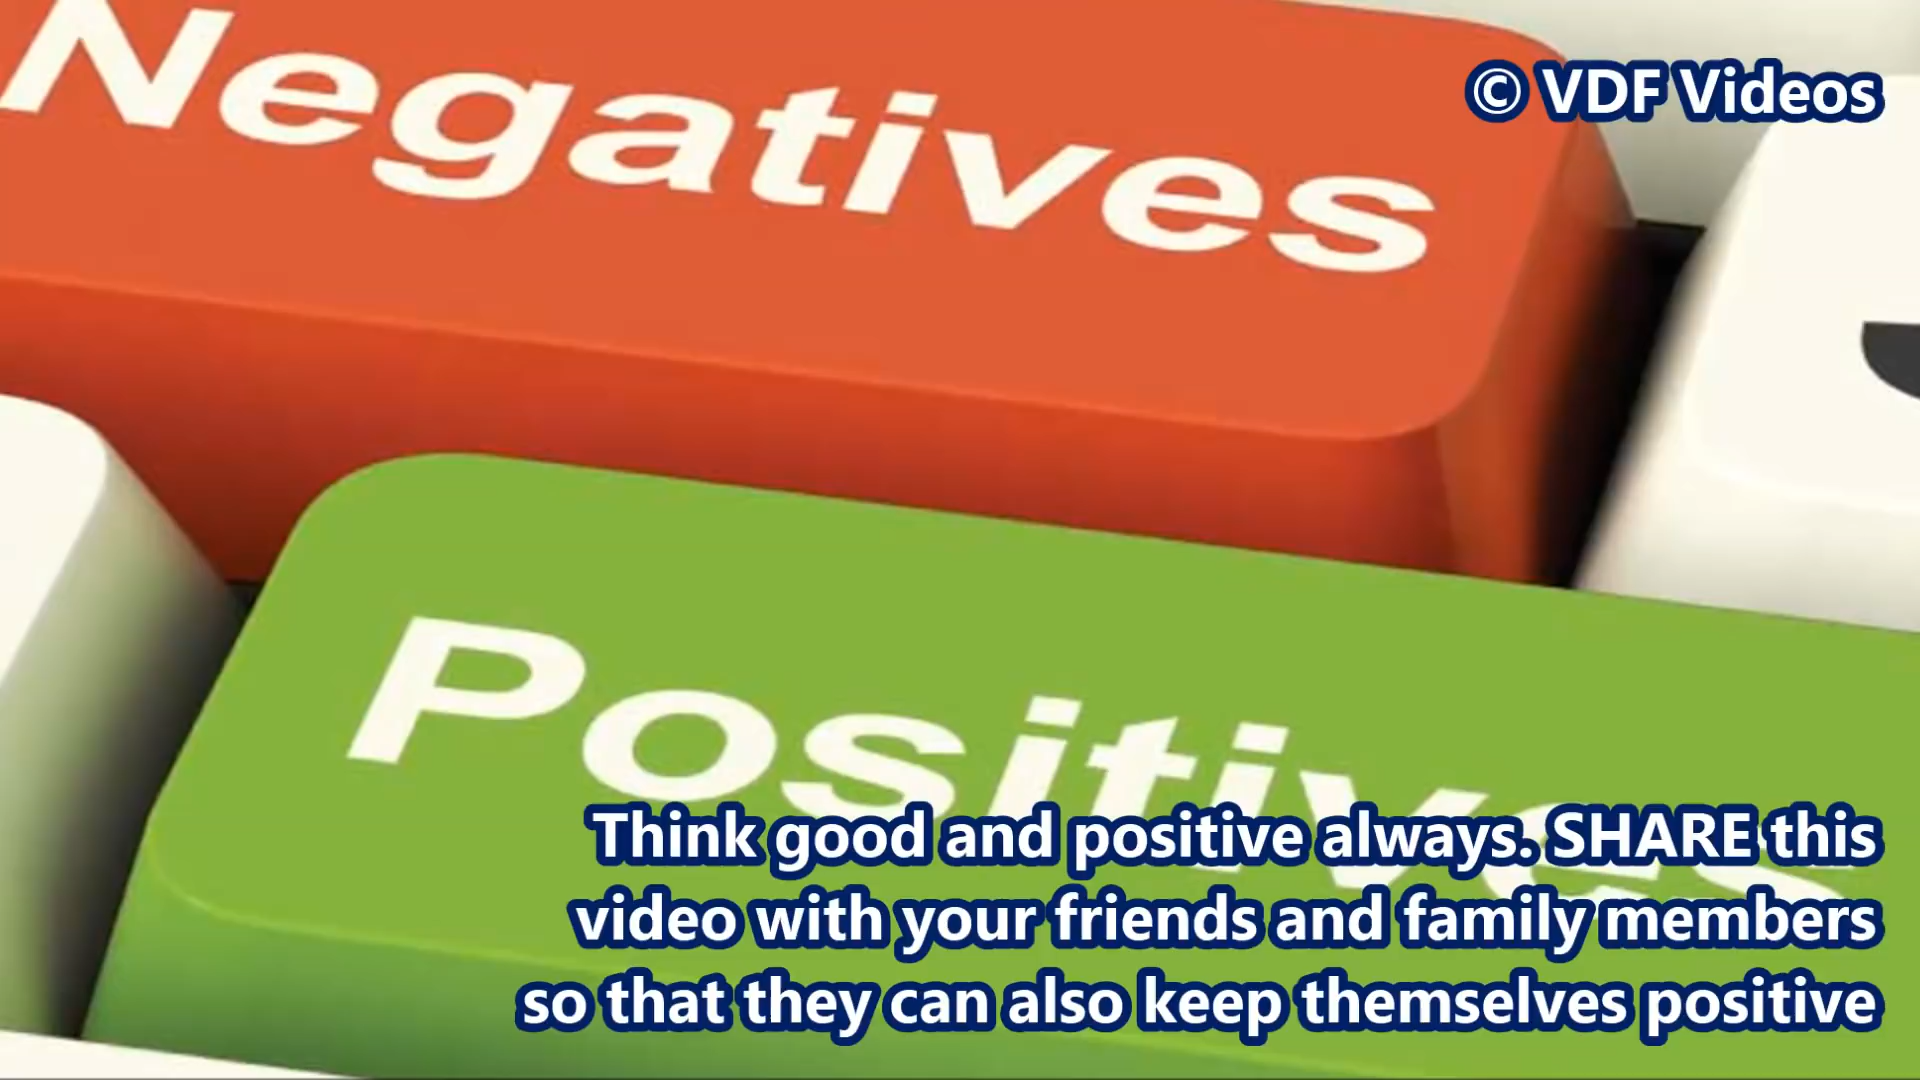 Negatives
© VDF Videos
Positives
Think good and positive always. SHARE this
video with your friends and family members
so that they can also keep themselves positive